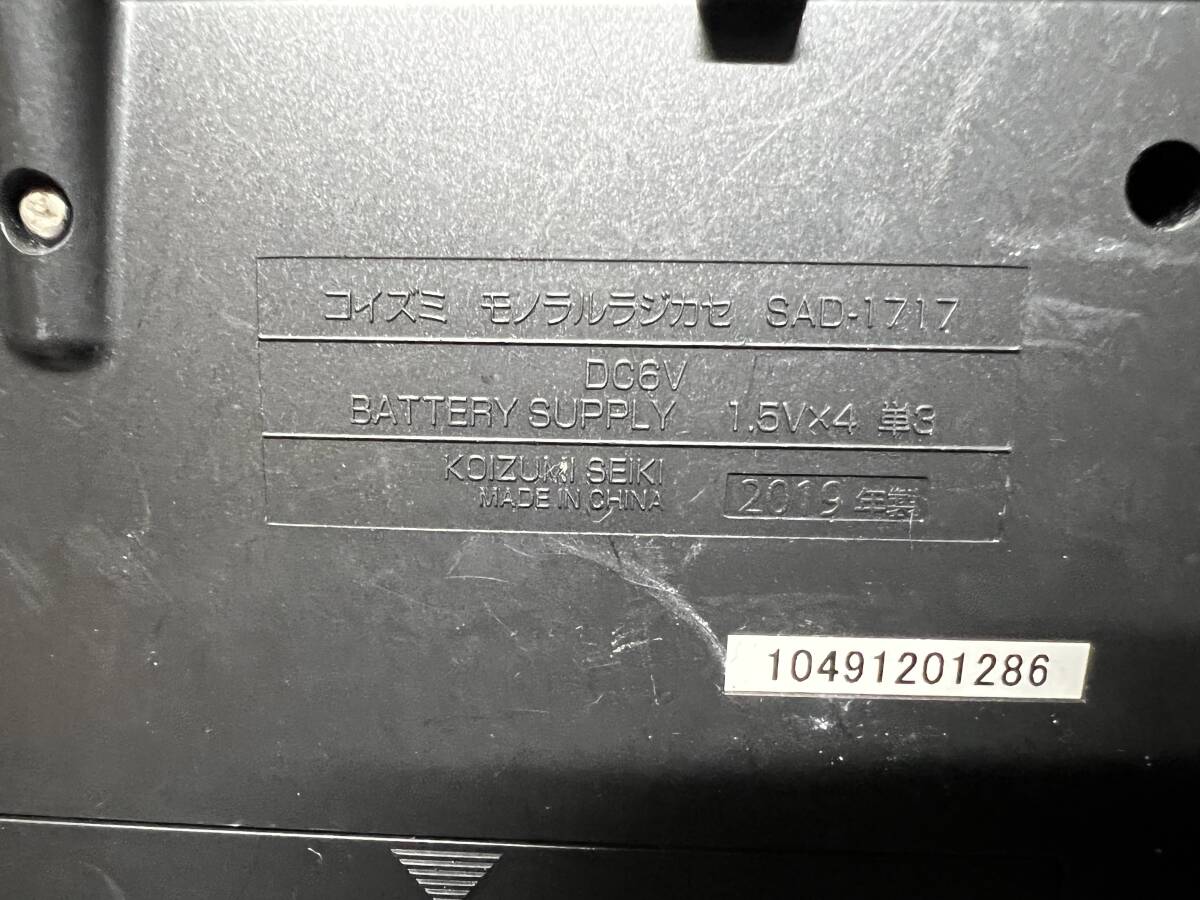 コイズミ モノラルラジカセ SAD-1717
DC6V
BATTERY SUPPLY 1.5V×4 単3
KOIZUMI SEIKI
MADE IN CHINA
2019 年製
10491201286